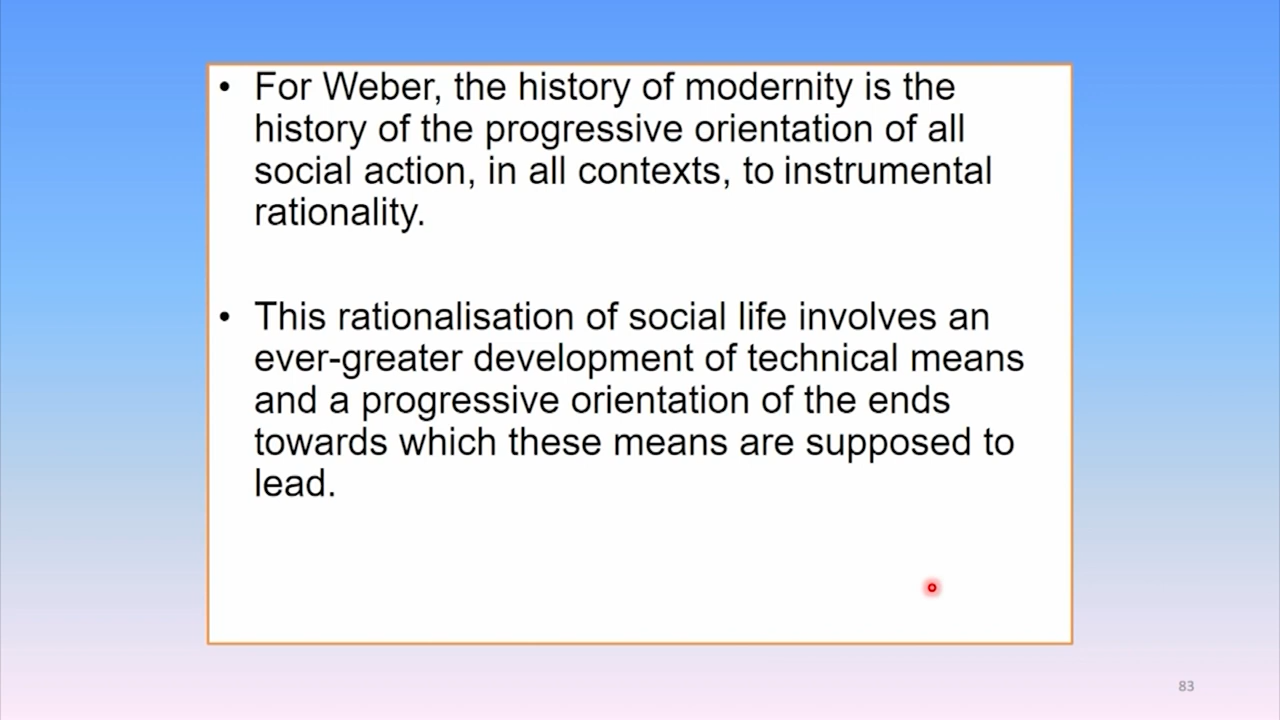 • For Weber, the history of modernity is the
history of the progressive orientation of all
social action, in all contexts, to instrumental
rationality.
• This rationalisation of social life involves an
ever-greater development of technical means
and a progressive orientation of the ends
towards which these means are supposed to
lead.
83